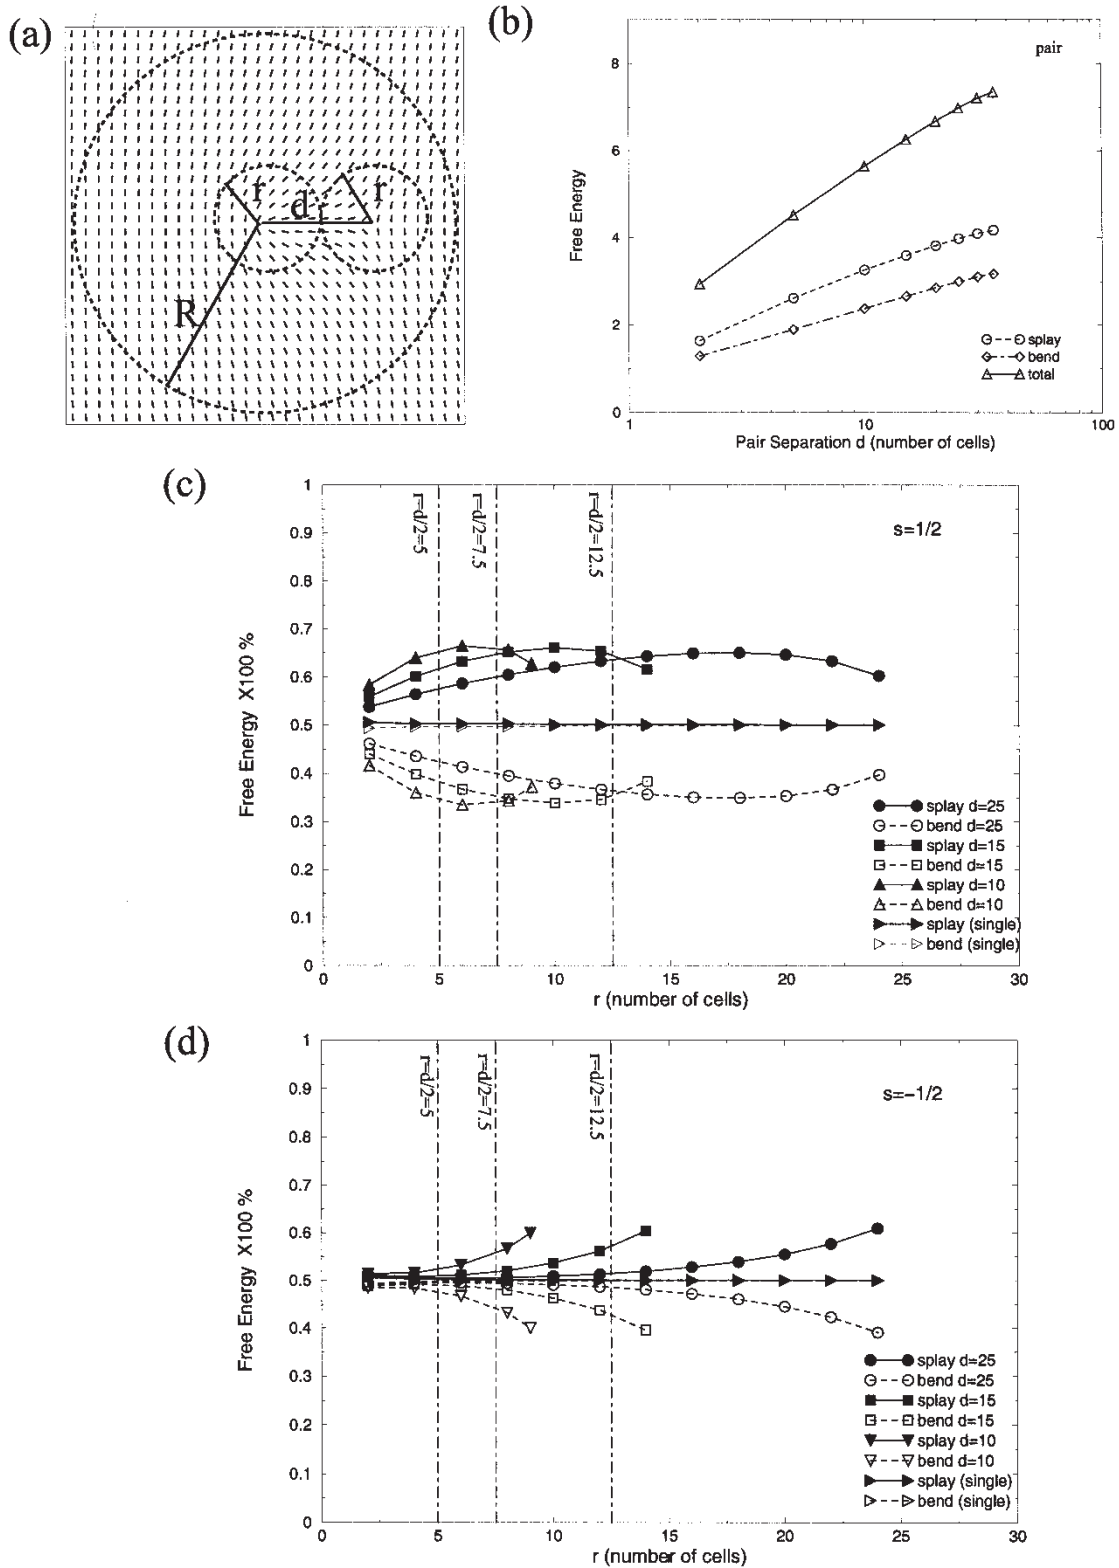 (a)
r
d
r
R
(b)
pair
8
6
4
2
0
Free Energy
1
10
100
Pair Separation d (number of cells)
splay
bend
total
(c)
s=1/2
r=d/2=5
r=d/2=7.5
r=d/2=12.5
1
0.9
0.8
0.7
0.6
0.5
0.4
0.3
0.2
0.1
0
Free Energy X100 %
splay d=25
bend d=25
splay d=15
bend d=15
splay d=10
bend d=10
splay (single)
bend (single)
0
5
10
15
20
25
30
r (number of cells)
(d)
s=−1/2
r=d/2=5
r=d/2=7.5
r=d/2=12.5
1
0.9
0.8
0.7
0.6
0.5
0.4
0.3
0.2
0.1
0
Free Energy X100 %
splay d=25
bend d=25
splay d=15
bend d=15
splay d=10
bend d=10
splay (single)
bend (single)
0
5
10
15
20
25
30
r (number of cells)